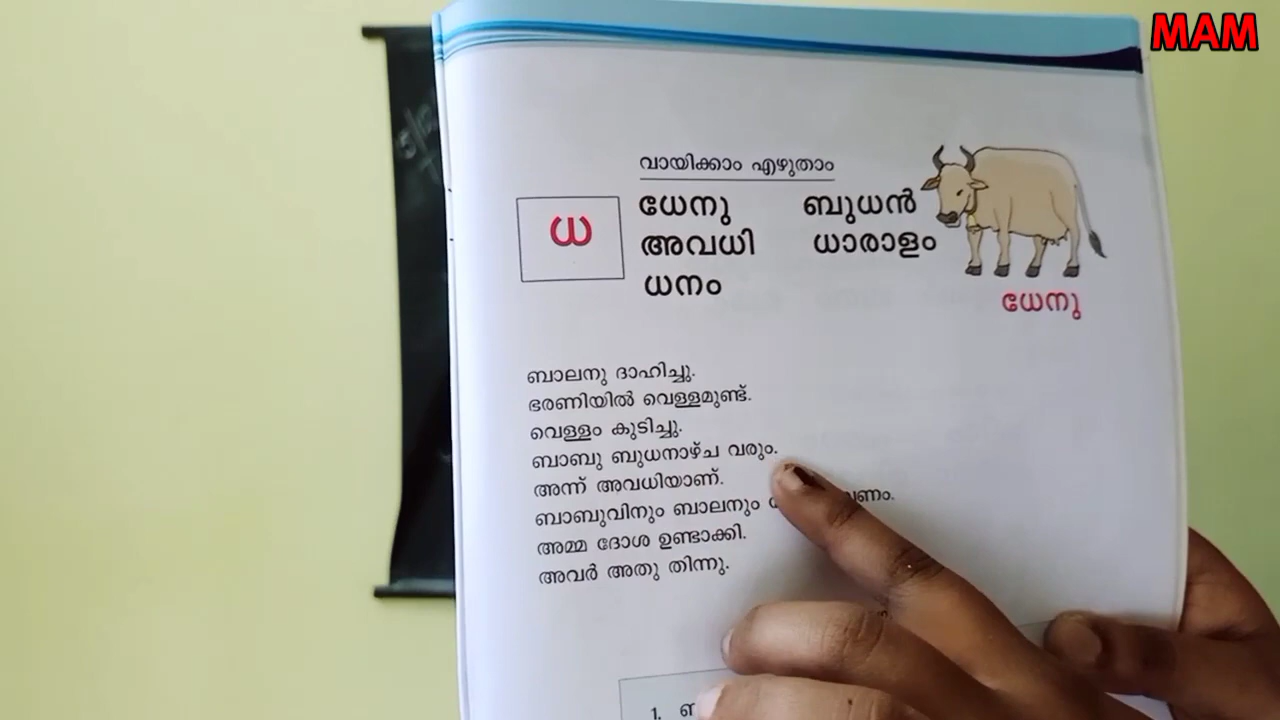 MAM
വായിക്കാം എഴുതാം
ധ
ധേനു ബുധൻ
അവധി ധാരാളം
ധനം
ധേനു
ബാലനു ദാഹിച്ചു.
ഭരണിയിൽ വെള്ളമുണ്ട്.
വെള്ളം കുടിച്ചു.
ബാബു ബുധനാഴ്ച വരും.
അന്ന് അവധിയാണ്.
ബാബുവിനും ബാലനും
അമ്മ ദോശ ഉണ്ടാക്കി.
അവർ അതു തിന്നു.
1.